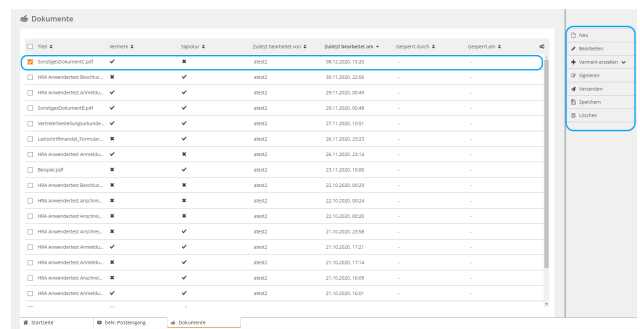 Dokumente
Titel Vermerk Signatur Zuletzt bearbeitet von Zuletzt bearbeitet am Gesperrt durch Gesperrt am
SonstigesDokumentC.pdf atest2 08.12.2020, 15:20 -- --
HRA Anwendertest Beschlus... atest2 30.11.2020, 22:06 -- --
HRA Anwendertest Anmeldu... atest2 29.11.2020, 00:49 -- --
SonstigesDokumentB.pdf atest2 29.11.2020, 00:48 -- --
Vertreterbestellungsurkunde... atest2 27.11.2020, 10:51 -- --
Lastschriftmandat_Formular... atest2 26.11.2020, 23:23 -- --
HRA Anwendertest Anmeldu... atest2 26.11.2020, 23:14 -- --
Beispiel.pdf atest2 23.11.2020, 10:00 -- --
HRA Anwendertest Beschlus... atest2 22.10.2020, 00:29 -- --
HRA Anwendertest Anschrei... atest2 22.10.2020, 00:24 -- --
HRA Anwendertest Anschrei... atest2 22.10.2020, 00:20 -- --
HRA Anwendertest Anschrei... atest2 21.10.2020, 23:58 -- --
HRA Anwendertest Anmeldu... atest2 21.10.2020, 17:21 -- --
HRA Anwendertest Anmeldu... atest2 21.10.2020, 17:14 -- --
HRA Anwendertest Anschrei... atest2 21.10.2020, 16:09 -- --
HRA Anwendertest Anmeldu... atest2 21.10.2020, 16:01 -- --
Neu
Bearbeiten
Vermerk erstellen
Signieren
Versenden
Speichern
Löschen
Startseite beN: Posteingang Dokumente